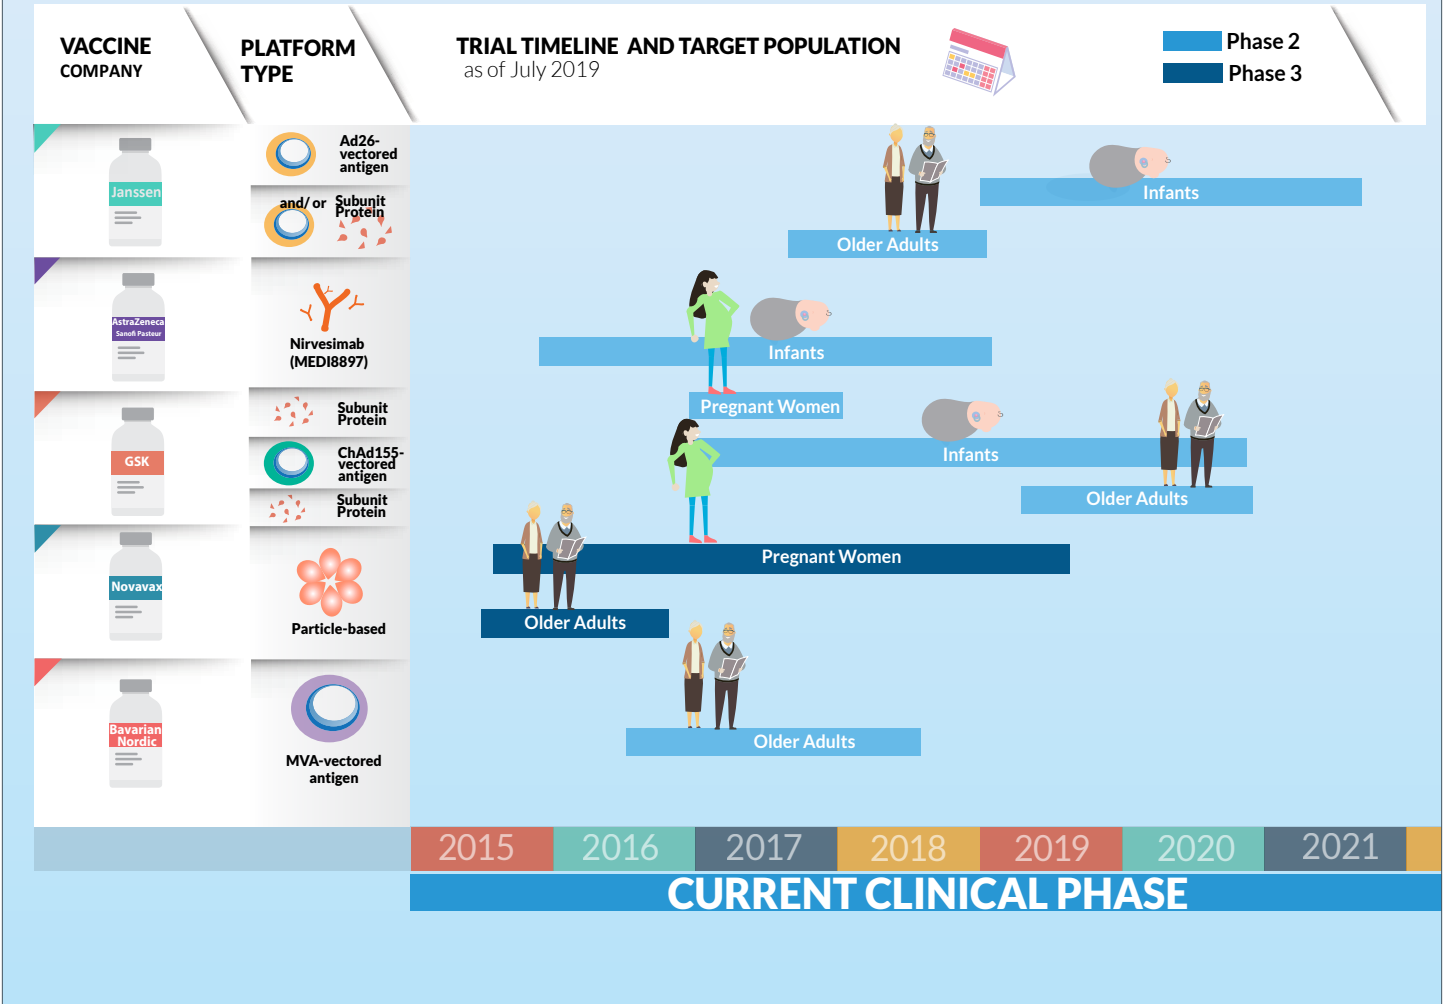 VACCINE
COMPANY
PLATFORM
TYPE
TRIAL TIMELINE AND TARGET POPULATION
as of July 2019
Phase 2
Phase 3
Janssen
Ad26-
vectored
antigen
and/ or Subunit
Protein
Infants
Older Adults
AstraZeneca
Sanofi Pasteur
Nirvesimab
(MEDI8897)
Infants
Pregnant Women
GSK
Subunit
Protein
ChAd155-
vectored
antigen
Subunit
Protein
Infants
Older Adults
Novavax
Particle-based
Pregnant Women
Older Adults
Bavarian
Nordic
MVA-vectored
antigen
Older Adults
2015 2016 2017 2018 2019 2020 2021
CURRENT CLINICAL PHASE